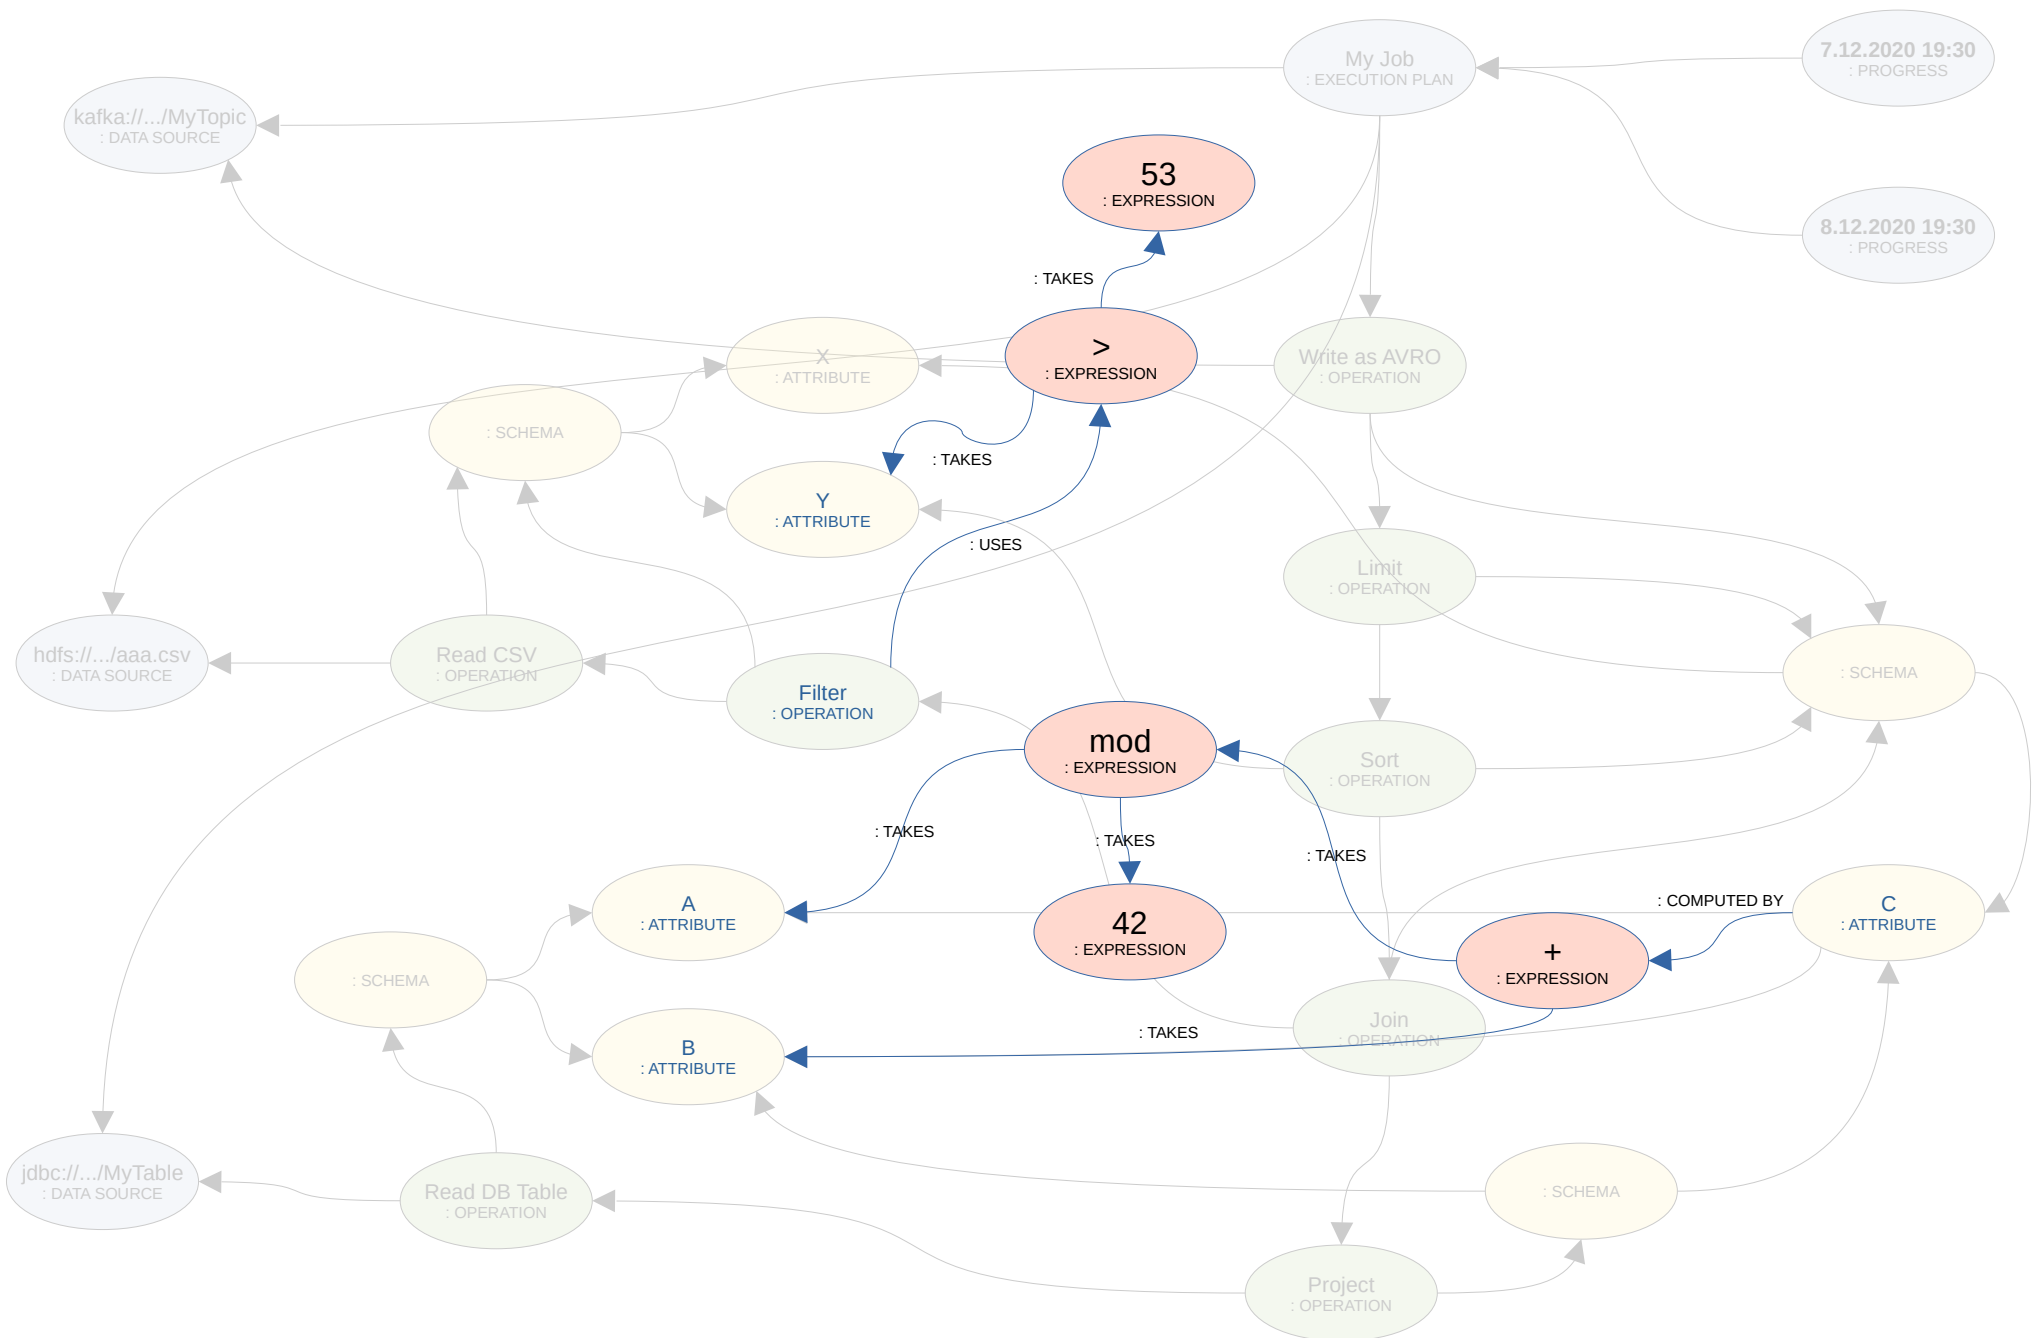 My Job
: EXECUTION PLAN
7.12.2020 19:30
: PROGRESS
kafka://.../MyTopic
: DATA SOURCE
53
: EXPRESSION
8.12.2020 19:30
: PROGRESS
: TAKES
>
: EXPRESSION
X
: ATTRIBUTE
Write as AVRO
: OPERATION
: SCHEMA
: TAKES
Y
: ATTRIBUTE
: USES
Limit
: OPERATION
hdfs://.../aaa.csv
: DATA SOURCE
Read CSV
: OPERATION
Filter
: OPERATION
: SCHEMA
mod
: EXPRESSION
Sort
: OPERATION
: TAKES
: TAKES
: TAKES
A
: ATTRIBUTE
42
: EXPRESSION
: COMPUTED BY
C
: ATTRIBUTE
+
: EXPRESSION
: SCHEMA
Join
: OPERATION
: TAKES
B
: ATTRIBUTE
jdbc://.../MyTable
: DATA SOURCE
Read DB Table
: OPERATION
: SCHEMA
Project
: OPERATION